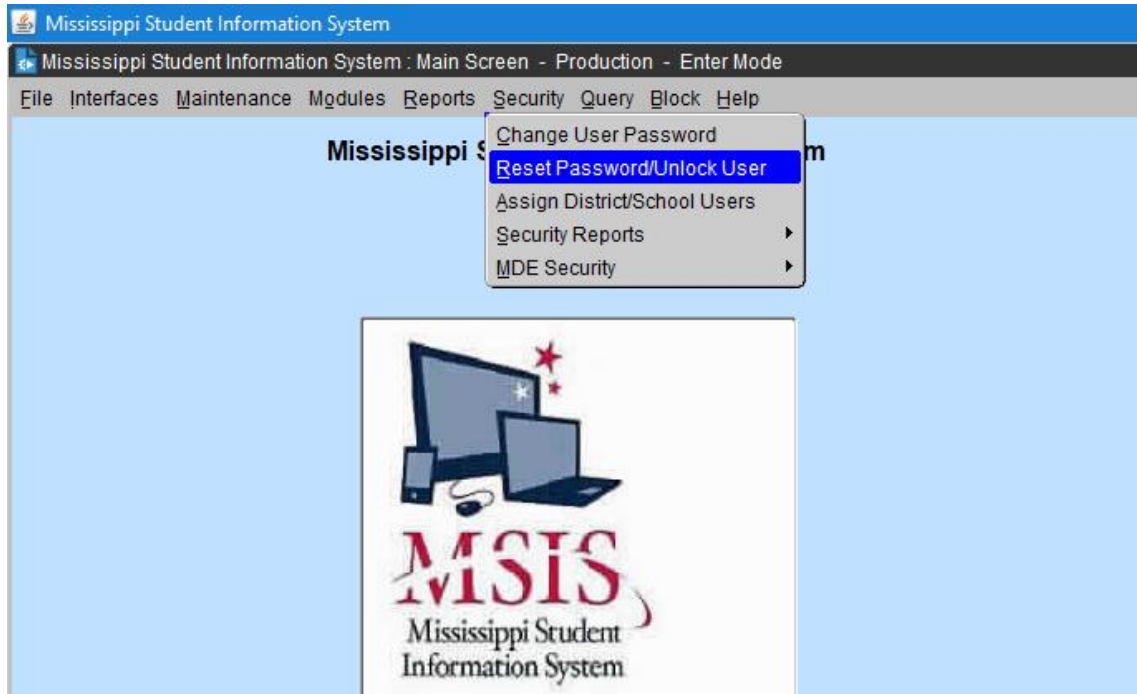 Mississippi Student Information System
Mississippi Student Information System : Main Screen - Production - Enter Mode
File Interfaces Maintenance Modules Reports Security Query Block Help
Mississippi
m
Change User Password
Reset Password/Unlock User
Assign District/School Users
Security Reports
MDE Security
MSIS
Mississippi Student
Information System